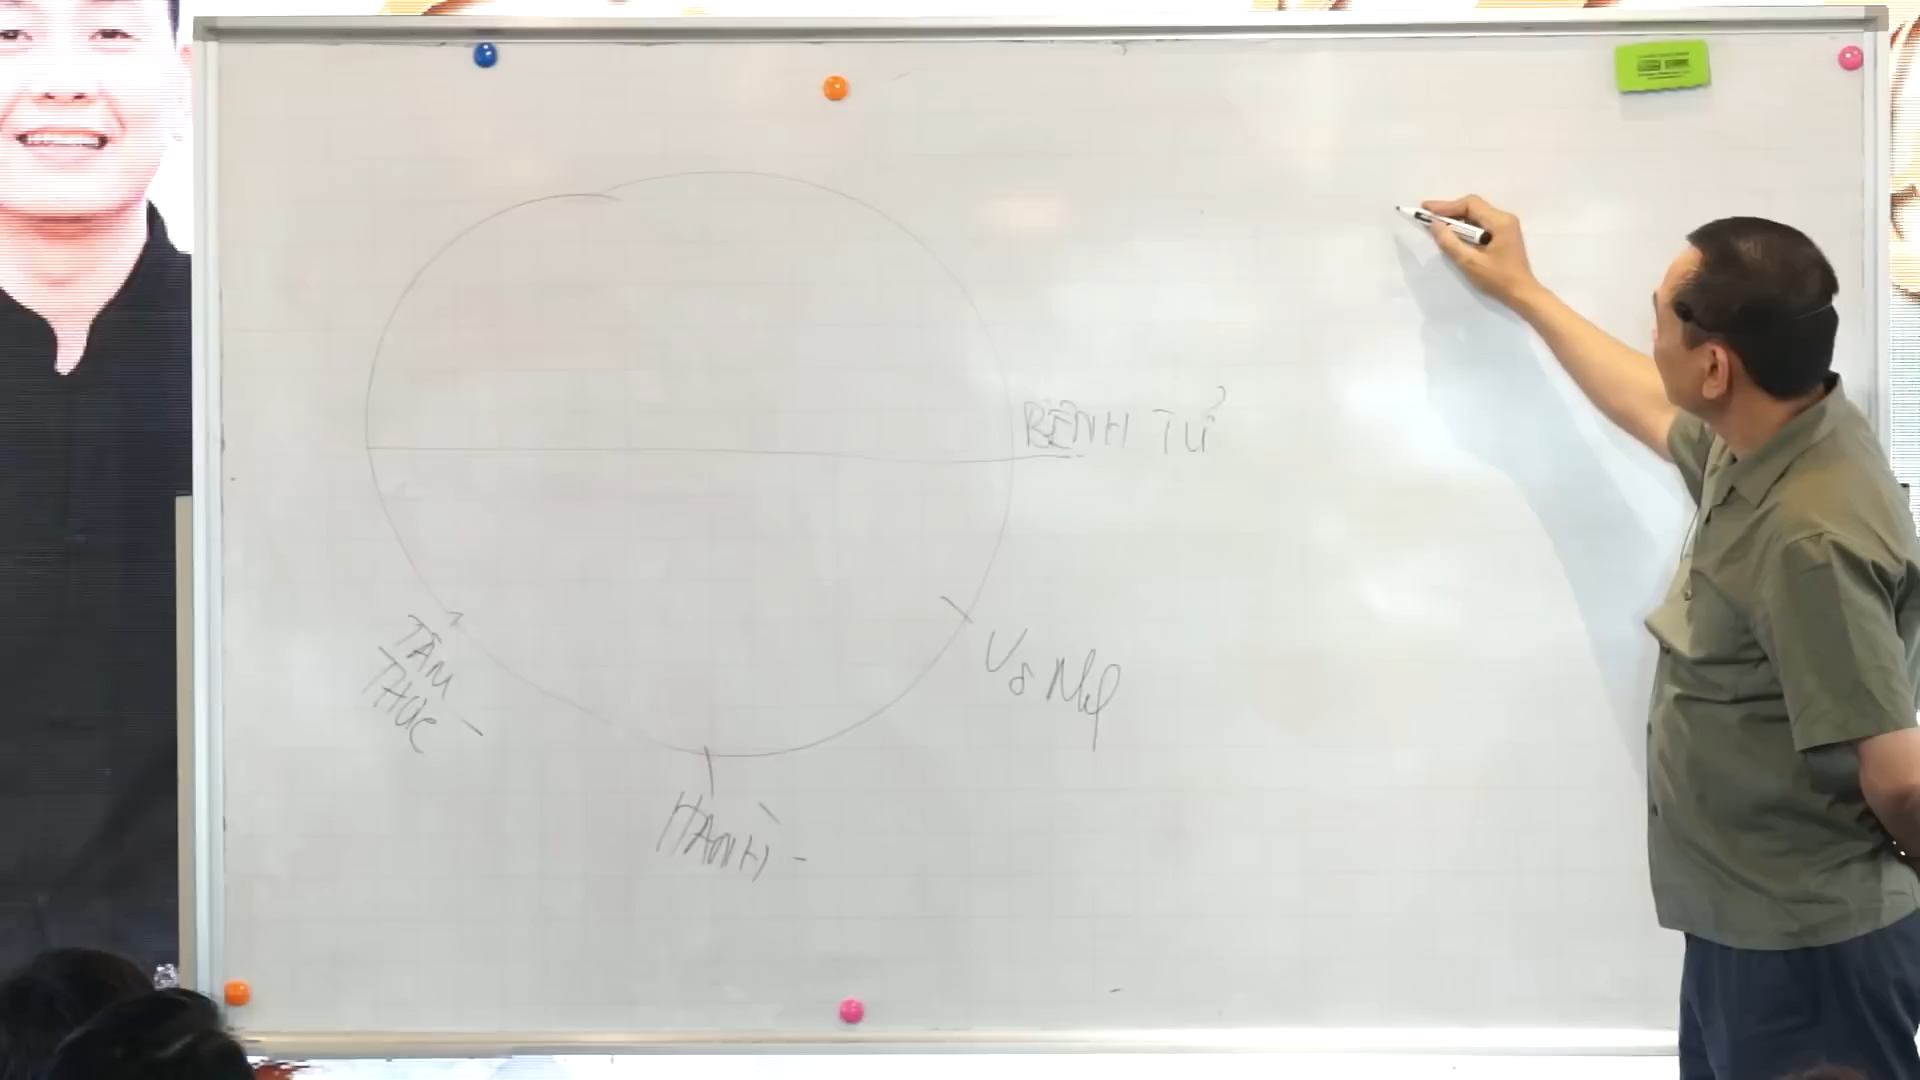 BỆNH TỬ
TÂM
THỨC -
HÀNH -